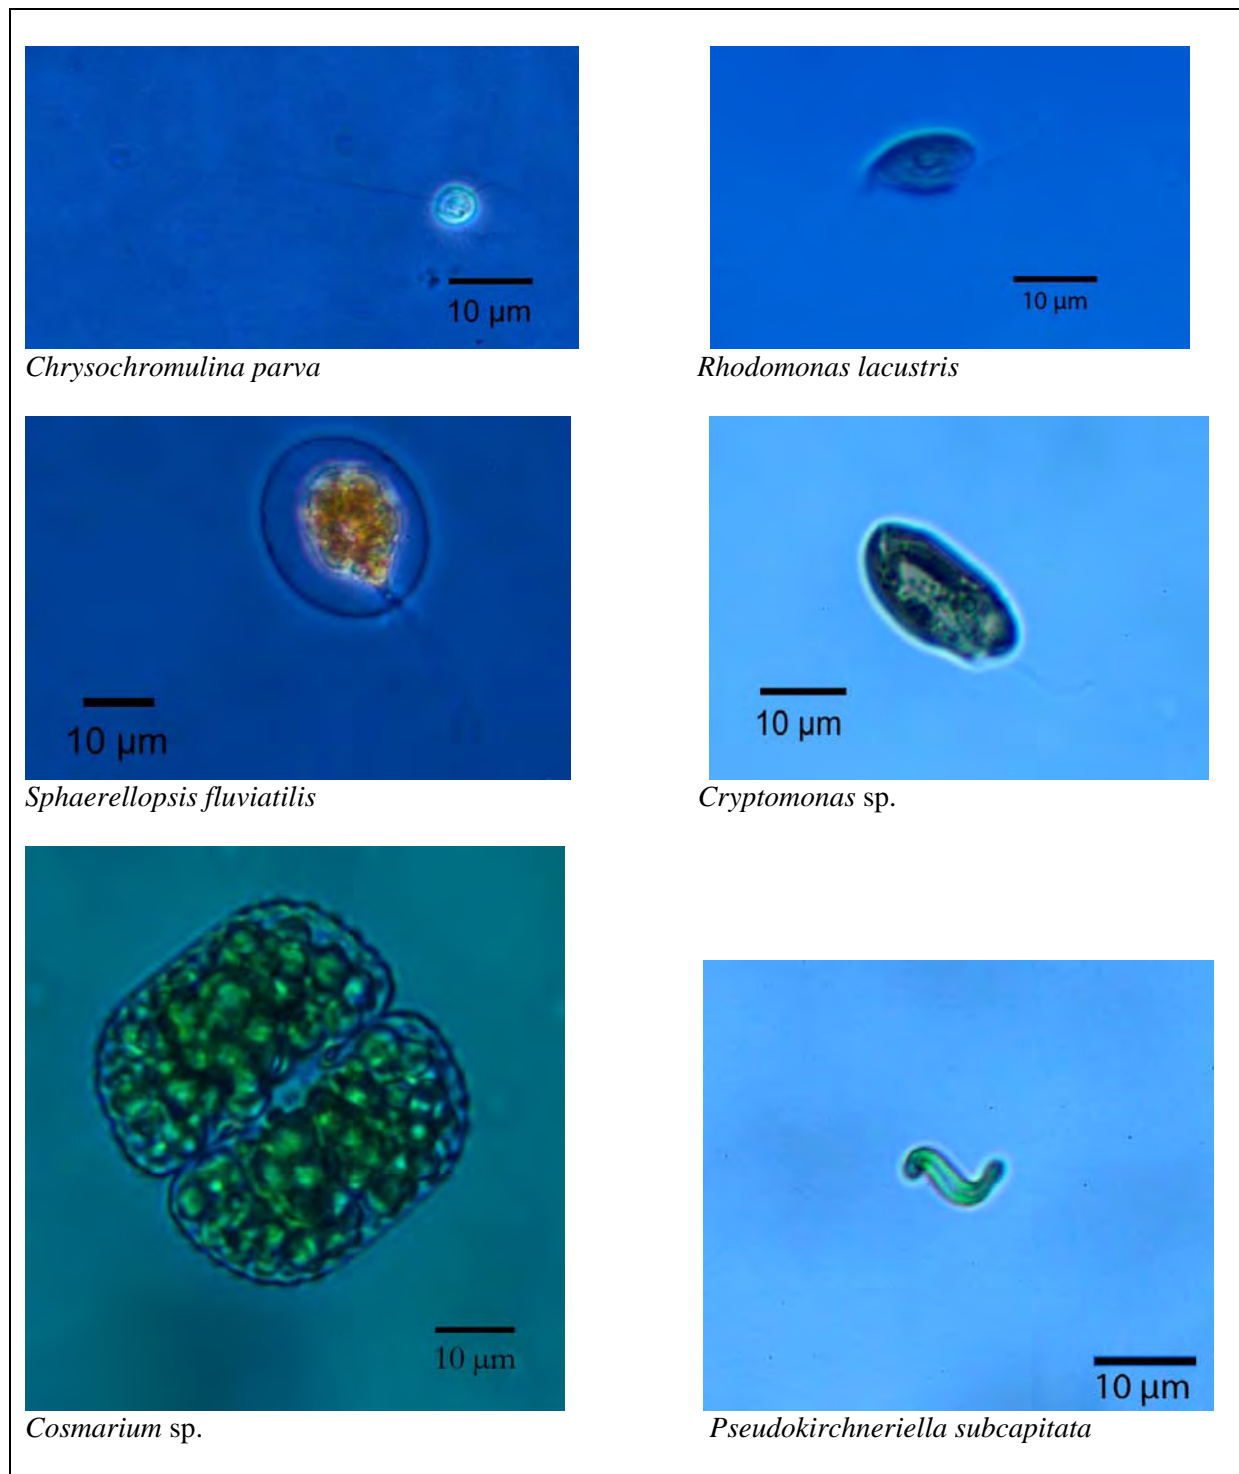 10 µm
10 µm
Chrysochromulina parva
Rhodomonas lacustris
10 µm
10 µm
Sphaerellopsis fluviatilis
Cryptomonas sp.
10 µm
10 µm
Cosmarium sp.
Pseudokirchneriella subcapitata